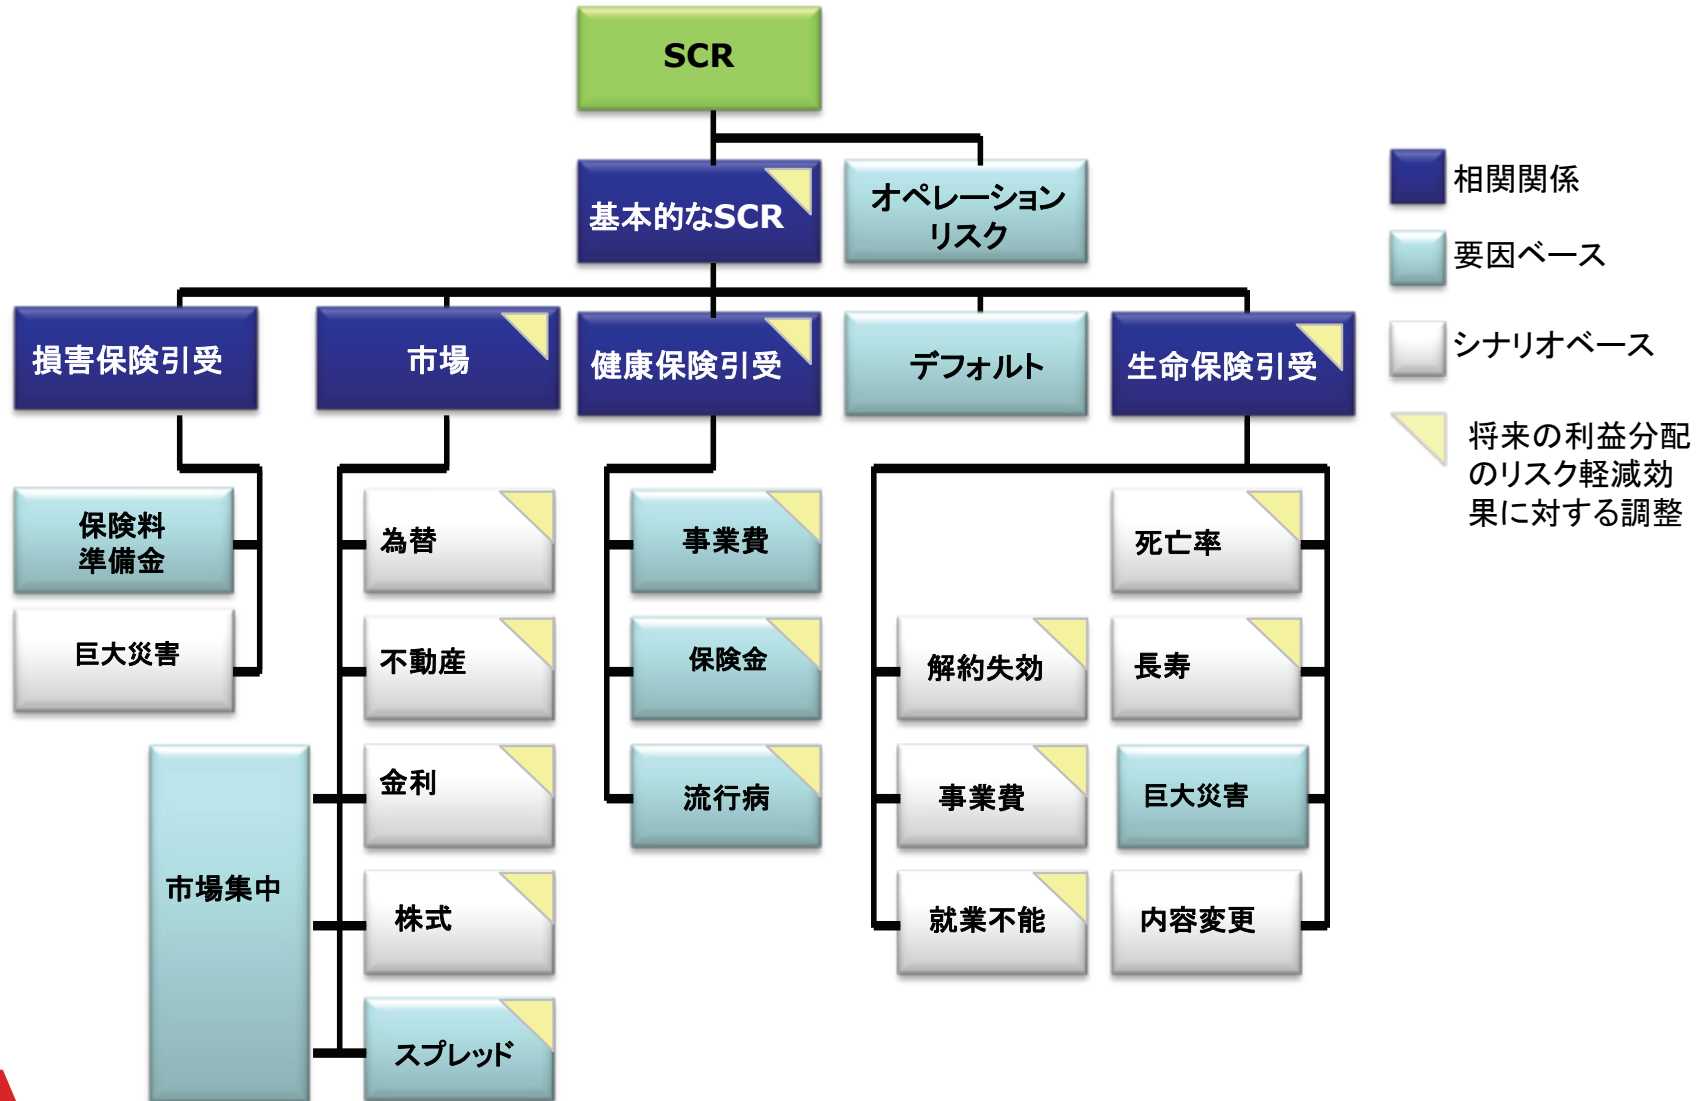 SCR
基本的なSCR
オペレーション
リスク
相関関係
要因ベース
シナリオベース
将来の利益分配
のリスク軽減効
果に対する調整
損害保険引受
市場
健康保険引受
デフォルト
生命保険引受
保険料
準備金
巨大災害
市場集中
為替
不動産
金利
株式
スプレッド
事業費
保険金
流行病
解約失効
事業費
就業不能
死亡率
長寿
巨大災害
内容変更